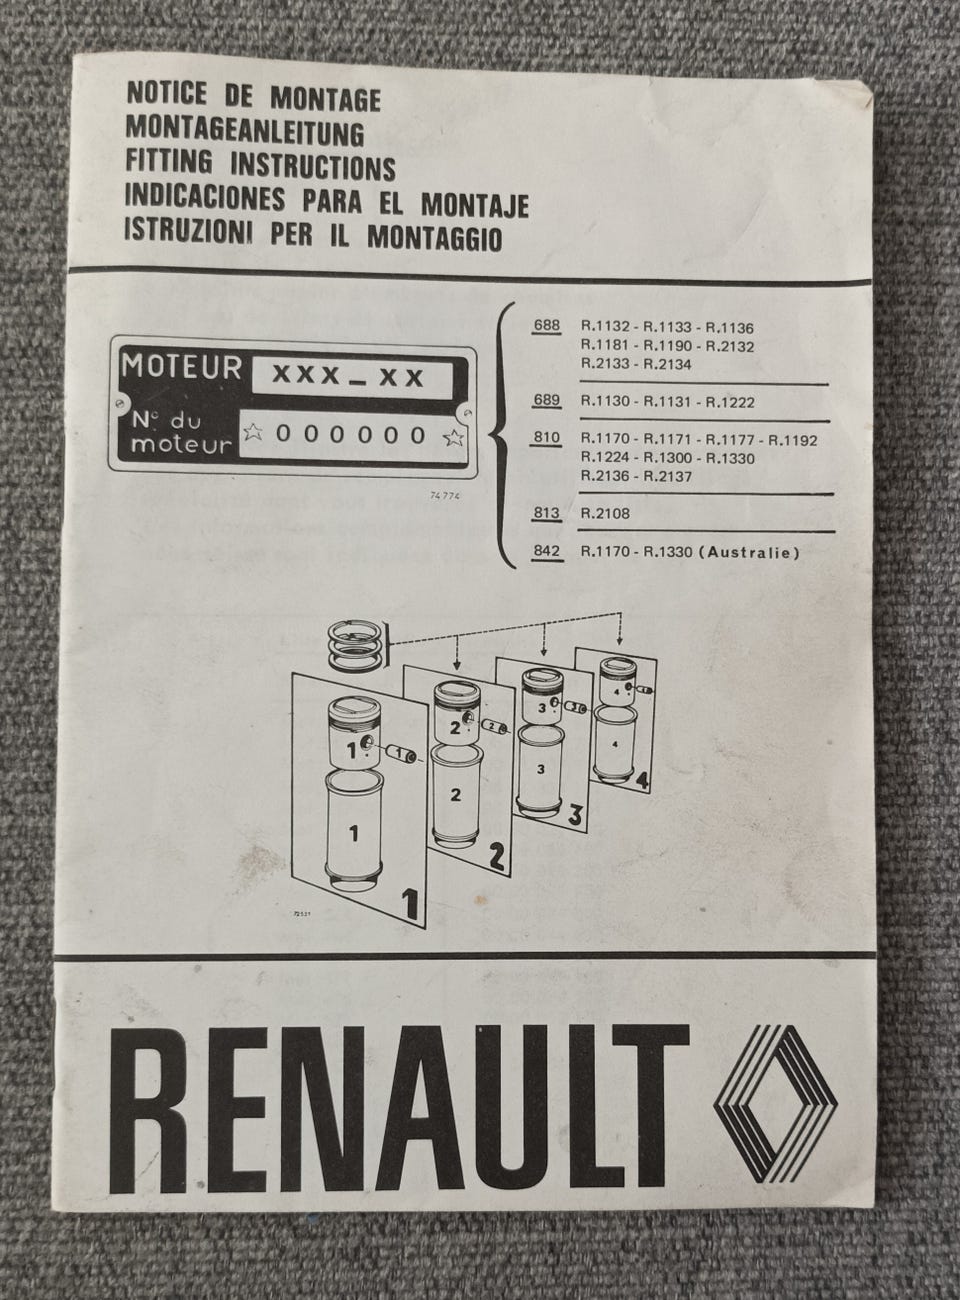 NOTICE DE MONTAGE
MONTAGEANLEITUNG
FITTING INSTRUCTIONS
INDICACIONES PARA EL MONTAJE
ISTRUZIONI PER IL MONTAGGIO
MOTEUR XXX_XX
N° du
moteur ☆ 000000 ☆
74774
688 R.1132 - R.1133 - R.1136
R.1181 - R.1190 - R.2132
R.2133 - R.2134
689 R.1130 - R.1131 - R.1222
810 R.1170 - R.1171 - R.1177 - R.1192
R.1224 - R.1300 - R.1330
R.2136 - R.2137
813 R.2108
842 R.1170 - R.1330 (Australie)
1 1 1 1
2 2 2 2
3 3 3 3
4 4 4
72531
RENAULT